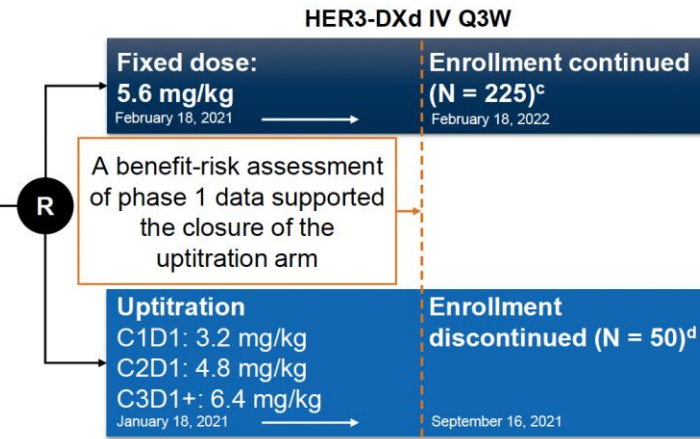 HER3-DXd IV Q3W
Fixed dose:
5.6 mg/kg
February 18, 2021
Enrollment continued
(N = 225)ᶜ
February 18, 2022
R
A benefit-risk assessment
of phase 1 data supported
the closure of the
uptitration arm
Uptitration
C1D1: 3.2 mg/kg
C2D1: 4.8 mg/kg
C3D1+: 6.4 mg/kg
January 18, 2021
Enrollment
discontinued (N = 50)ᵈ
September 16, 2021